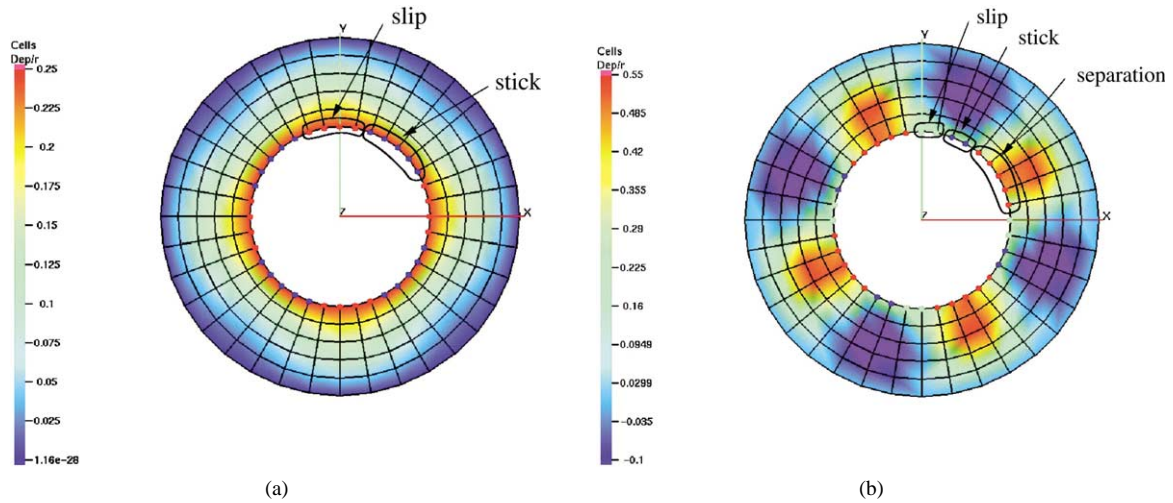 slip
stick
Y
Cells
Dep/r
0.25
0.225
0.2
0.175
0.15
0.125
0.1
0.075
0.05
0.025
1.16e-28
Z
X
(a)
slip
stick
separation
Y
Cells
Dep/r
0.55
0.485
0.42
0.355
0.29
0.225
0.16
0.0949
0.0299
-0.035
-0.1
Z
X
(b)